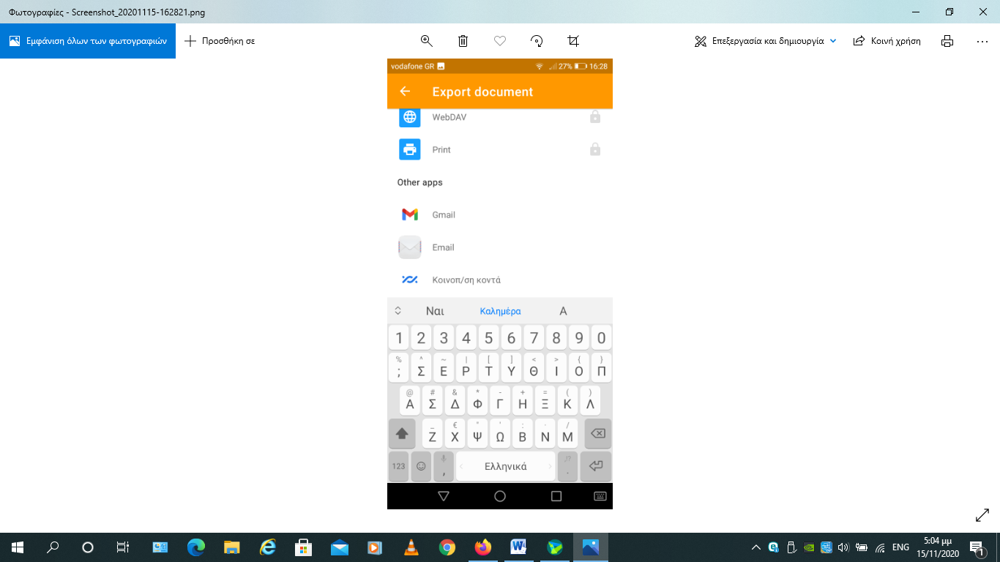 Φωτογραφίες - Screenshot_20201115-162821.png
Εμφάνιση όλων των φωτογραφιών
Προσθήκη σε
Επεξεργασία και δημιουργία
Κοινή χρήση
vodafone GR
27%
16:28
Export document
WebDAV
Print
Other apps
Gmail
Email
Κοινοπ/ση κοντά
Ναι Καλημέρα Α
1 2 3 4 5 6 7 8 9 0
% ^ ~ | [ ] < > { }
; Σ Ε Ρ Τ Υ Θ Ι Ο Π
@ # & * - + = ( )
Α Σ Δ Φ Γ Η Ξ Κ Λ
_ € " ' : · /
Ζ Χ Ψ Ω Β Ν Μ
123 , Ελληνικά ,!? .
ENG
5:04 μμ
15/11/2020
1